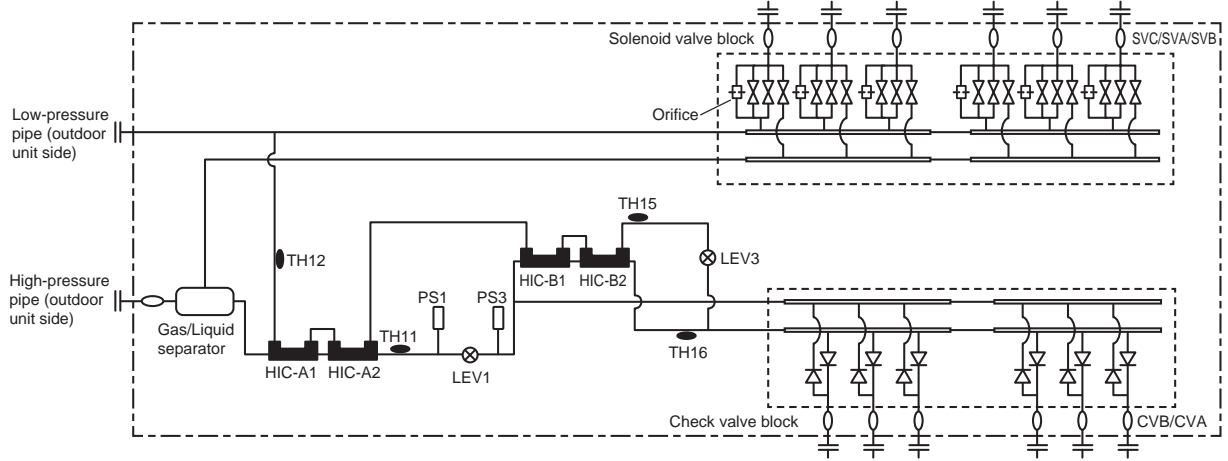 Solenoid valve block
SVC/SVA/SVB
Orifice
Low-pressure
pipe (outdoor
unit side)
TH15
TH12
LEV3
HIC-B1
HIC-B2
High-pressure
pipe (outdoor
unit side)
PS1
PS3
Gas/Liquid
separator
TH11
TH16
HIC-A1
HIC-A2
LEV1
Check valve block
CVB/CVA